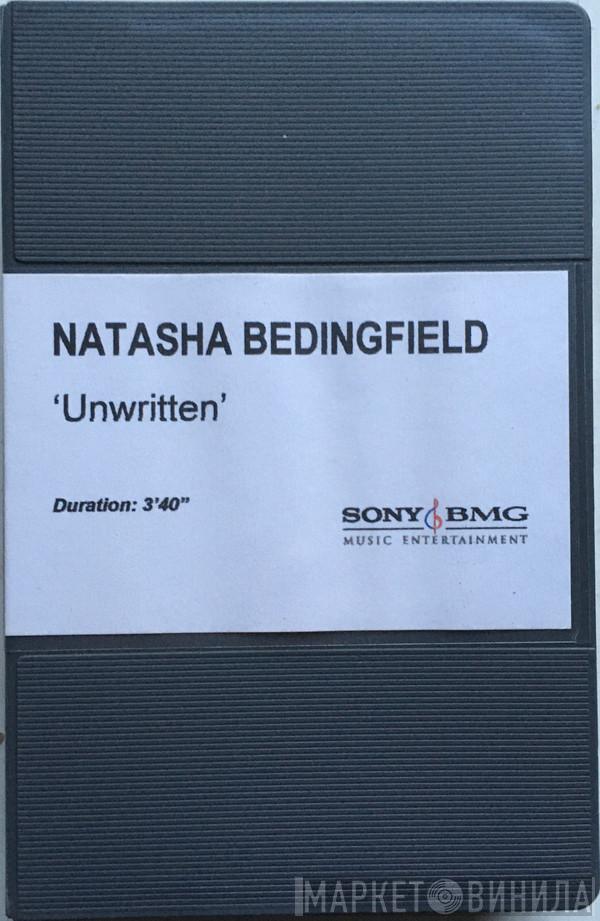 NATASHA BEDINGFIELD
‘Unwritten’
Duration: 3’40”
SONY BMG
MUSIC ENTERTAINMENT
МАРКЕТ ВИНИЛА